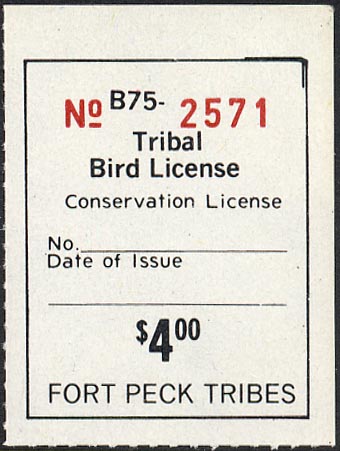 № B75- 2571
Tribal
Bird License
Conservation License
No.
Date of Issue
$4.00
FORT PECK TRIBES